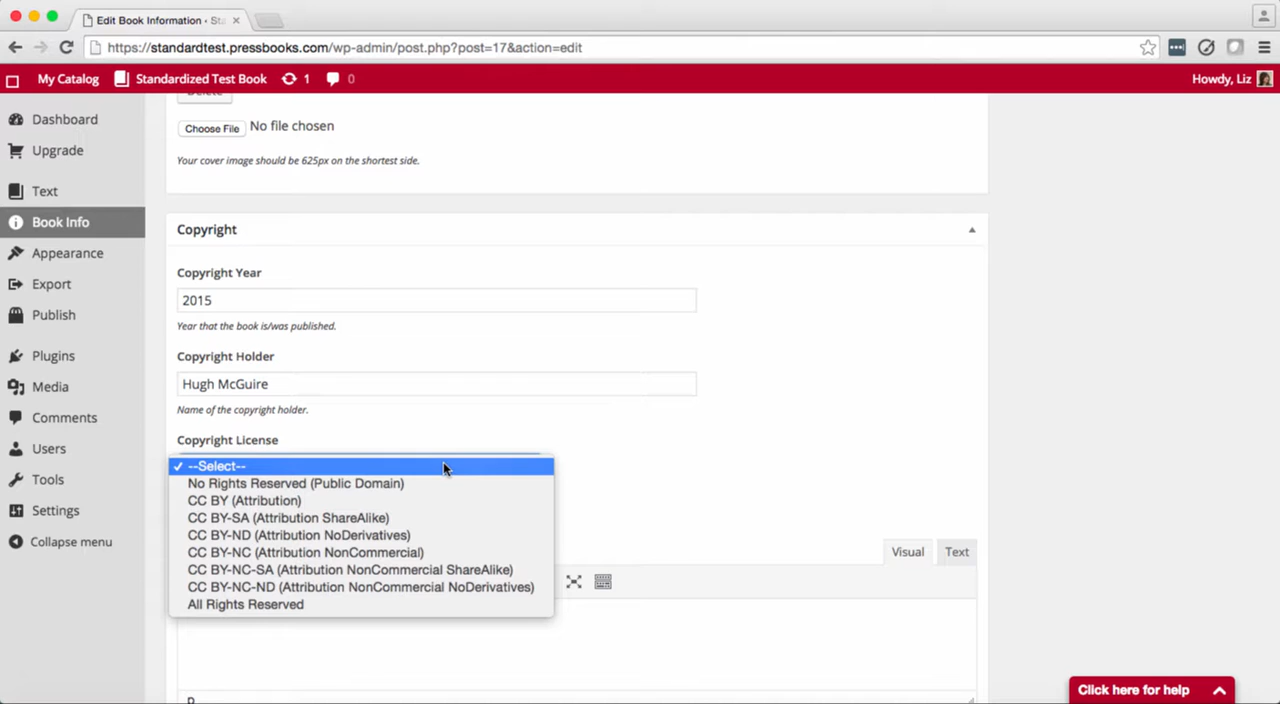 Edit Book Information ‹ Sta
https://standardtest.pressbooks.com/wp-admin/post.php?post=17&action=edit
My Catalog Standardized Test Book 1 0 Howdy, Liz
Dashboard
Upgrade
Text
Book Info
Appearance
Export
Publish
Plugins
Media
Comments
Users
Tools
Settings
Collapse menu
Delete
Choose File No file chosen
Your cover image should be 625px on the shortest side.
Copyright
Copyright Year
2015
Year that the book is/was published.
Copyright Holder
Hugh McGuire
Name of the copyright holder.
Copyright License
✓ --Select--
No Rights Reserved (Public Domain)
CC BY (Attribution)
CC BY-SA (Attribution ShareAlike)
CC BY-ND (Attribution NoDerivatives)
CC BY-NC (Attribution NonCommercial)
CC BY-NC-SA (Attribution NonCommercial ShareAlike)
CC BY-NC-ND (Attribution NonCommercial NoDerivatives)
All Rights Reserved
Visual Text
p
Click here for help